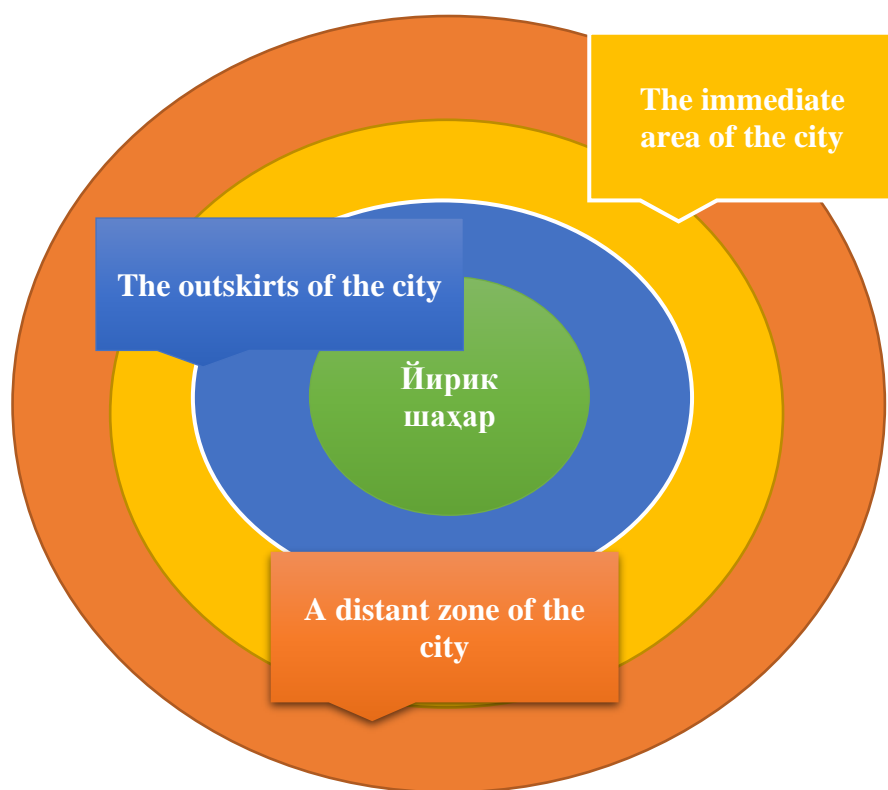 The immediate
area of the city
The outskirts of the city
Йирик
шаҳар
A distant zone of the
city